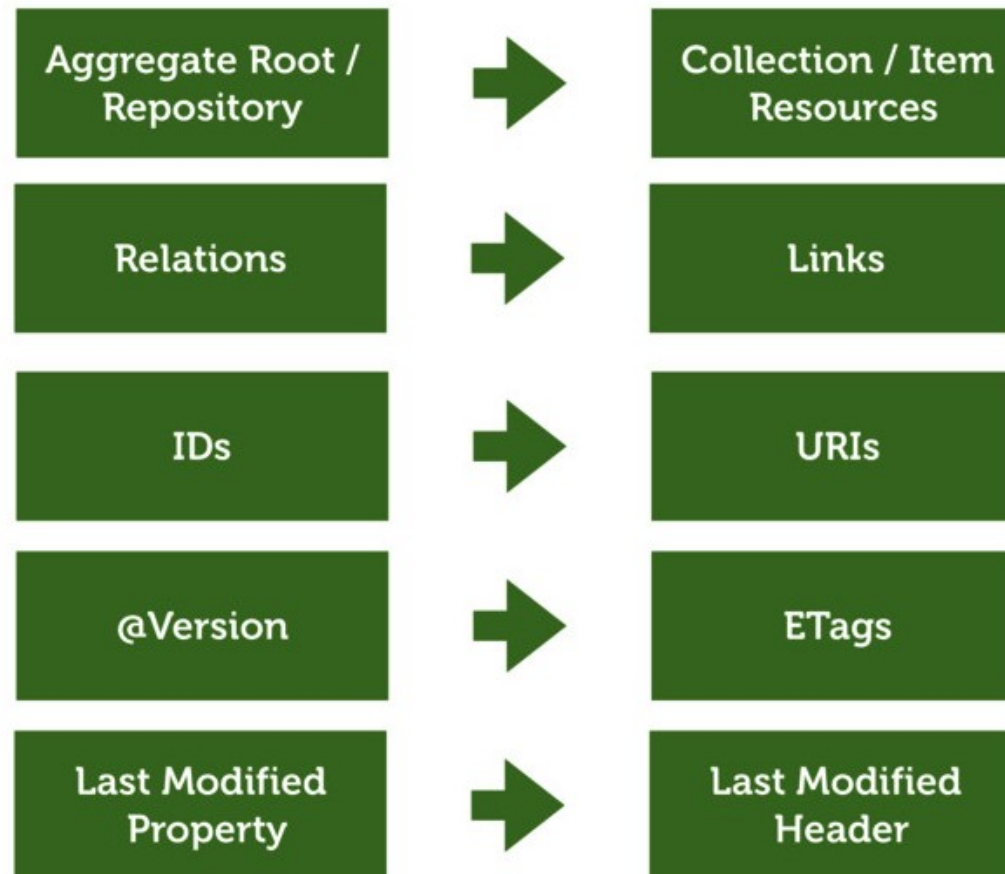 Aggregate Root /
Repository
Collection / Item
Resources
Relations
Links
IDs
URIs
@Version
ETags
Last Modified
Property
Last Modified
Header